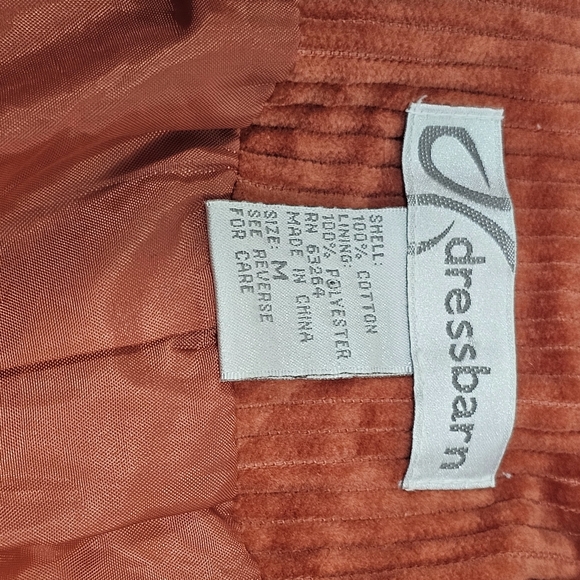 dressbarn
SHELL:
100% COTTON
LINING:
100% POLYESTER
RN 63264
MADE IN CHINA
SIZE: M
SEE REVERSE
FOR CARE